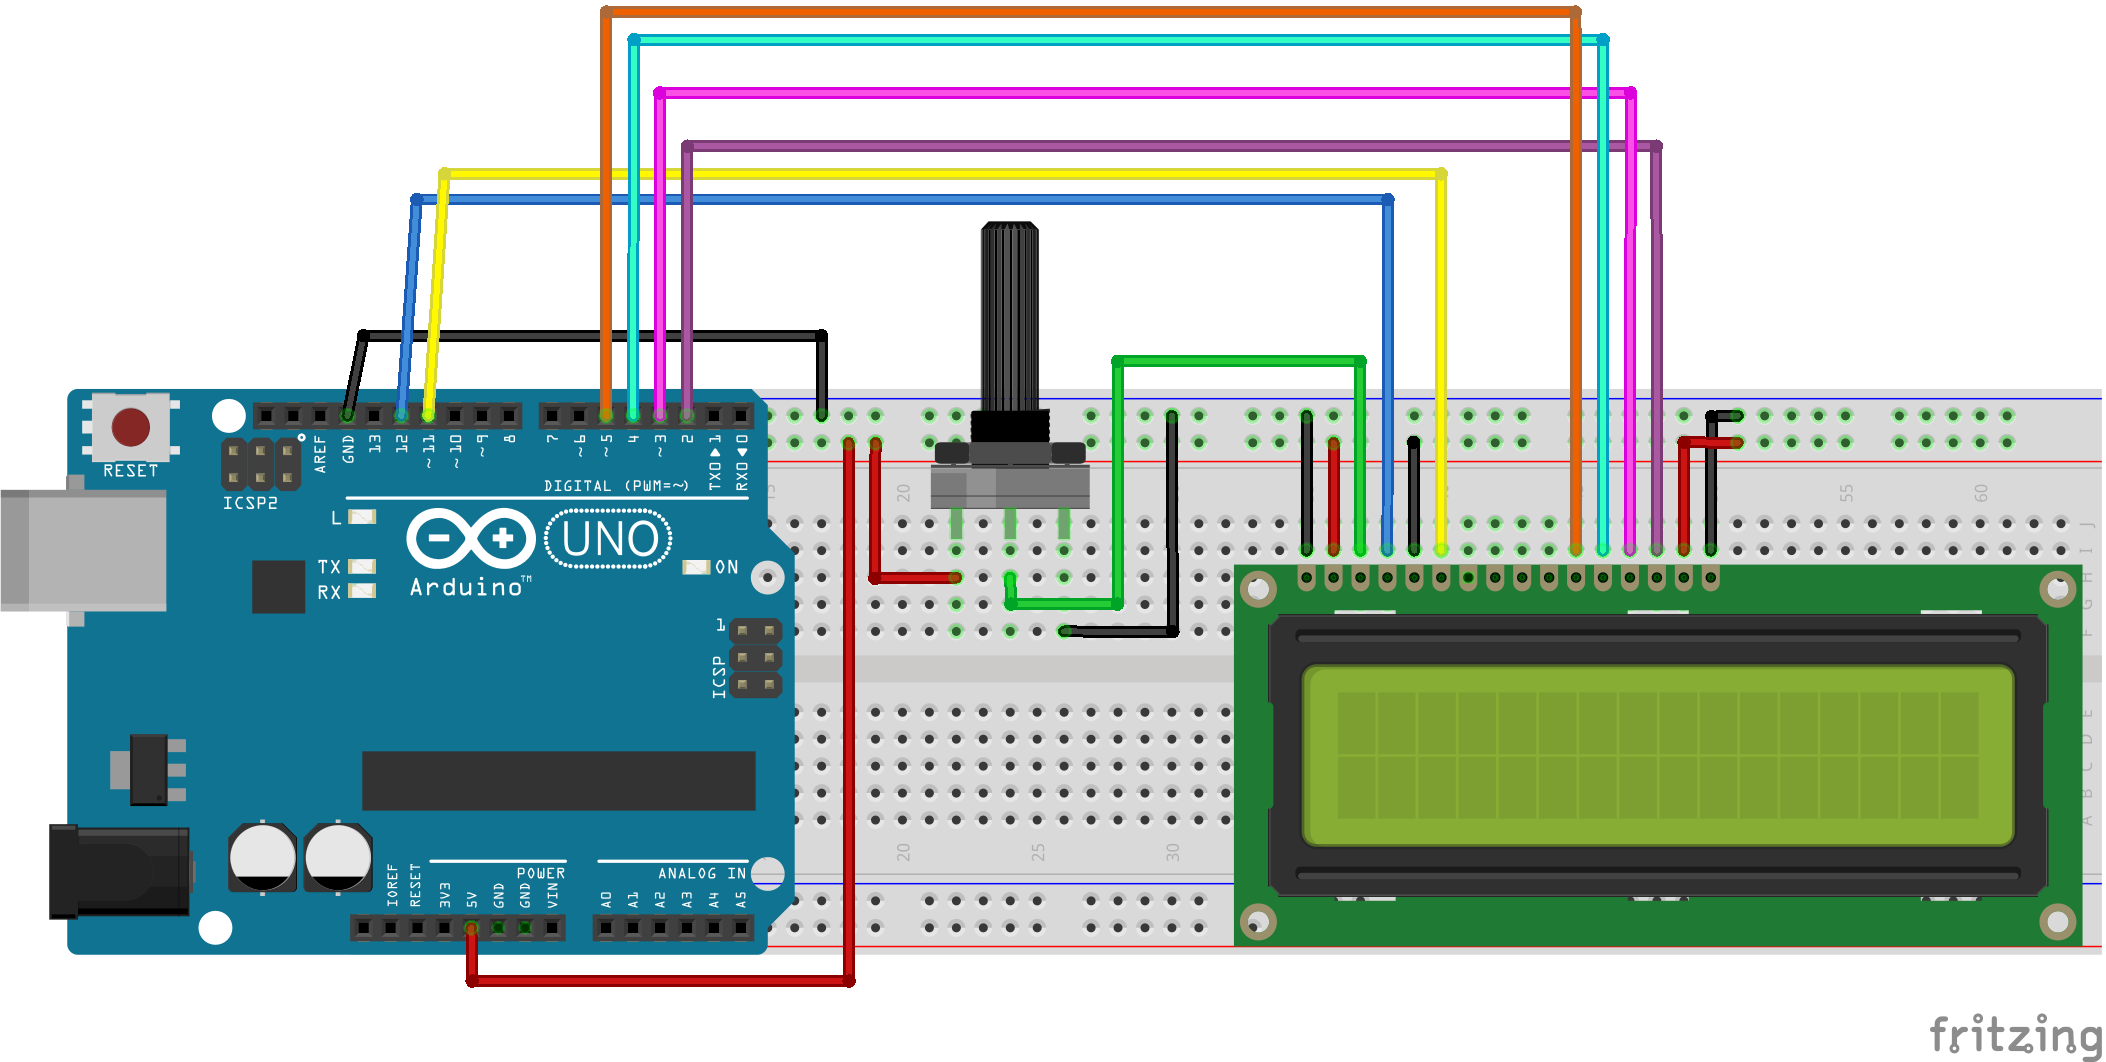 RESET
ICSP2
AREF
GND
13
12
~11
~10
~9
8
7
~6
~5
4
~3
2
TX0 1
RX0 0
DIGITAL (PWM=~)
L
TX
RX
UNO
Arduino™
ON
1
ICSP
IOREF
RESET
3V3
5V
GND
GND
VIN
POWER
ANALOG IN
A0
A1
A2
A3
A4
A5
15
20
55
60
J
I
H
G
F
E
D
C
B
A
20
25
30
fritzing